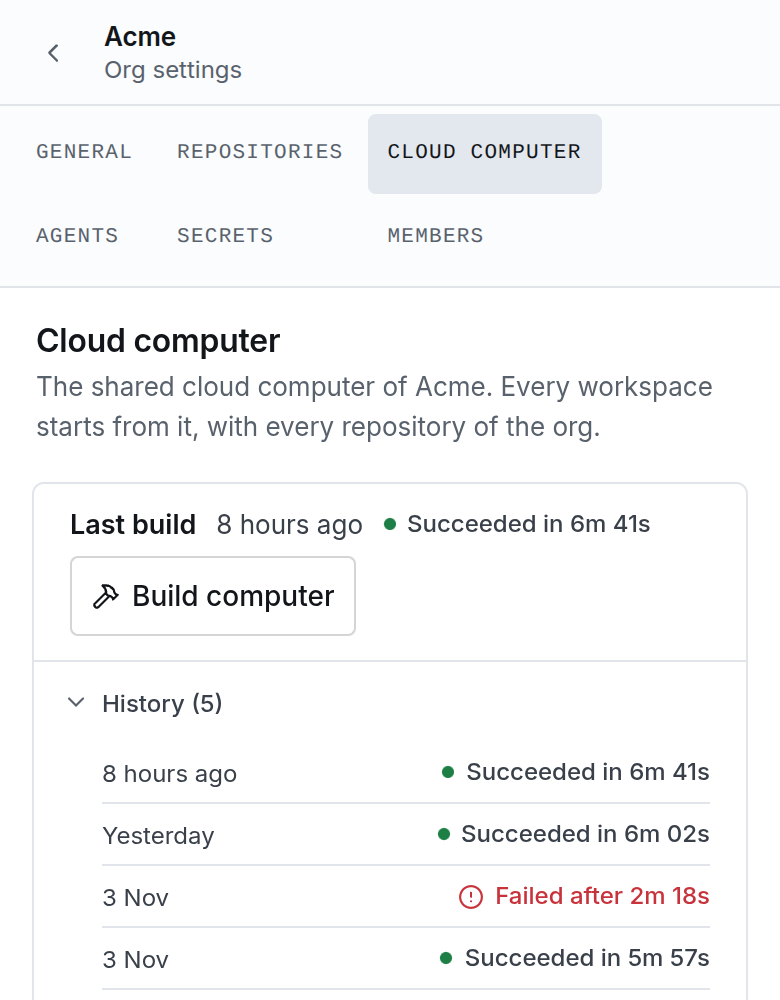 Acme
Org settings
GENERAL REPOSITORIES CLOUD COMPUTER
AGENTS SECRETS MEMBERS
Cloud computer
The shared cloud computer of Acme. Every workspace
starts from it, with every repository of the org.
Last build 8 hours ago Succeeded in 6m 41s
Build computer
History (5)
8 hours ago Succeeded in 6m 41s
Yesterday Succeeded in 6m 02s
3 Nov Failed after 2m 18s
3 Nov Succeeded in 5m 57s